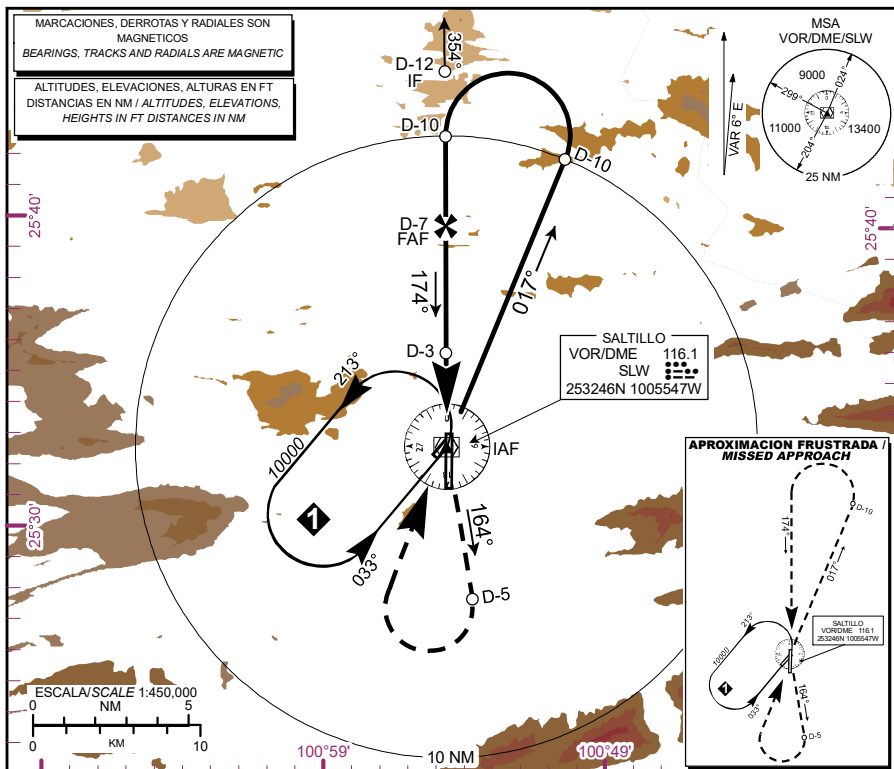 MARCACIONES, DERROTAS Y RADIALES SON
MAGNETICOS
BEARINGS, TRACKS AND RADIALS ARE MAGNETIC
ALTITUDES, ELEVACIONES, ALTURAS EN FT
DISTANCIAS EN NM / ALTITUDES, ELEVATIONS,
HEIGHTS IN FT DISTANCES IN NM
354°
D-12
IF
D-10
D-10
MSA
VOR/DME/SLW
9000
024°
299°
11000
13400
204°
25 NM
VAR 6° E
25°40'
25°40'
D-7
FAF
174°
017°
D-3
SALTILLO
VOR/DME 116.1
SLW
253246N 1005547W
213°
10000
IAF
1
033°
164°
D-5
25°30'
25°30'
APROXIMACION FRUSTRADA /
MISSED APPROACH
D-10
174°
017°
SALTILLO
VOR/DME 116.1
253246N 1005547W
213°
10000
1
033°
164°
D-5
ESCALA/SCALE 1:450,000
NM
0 5
0 10
KM
100°59'
10 NM
100°49'